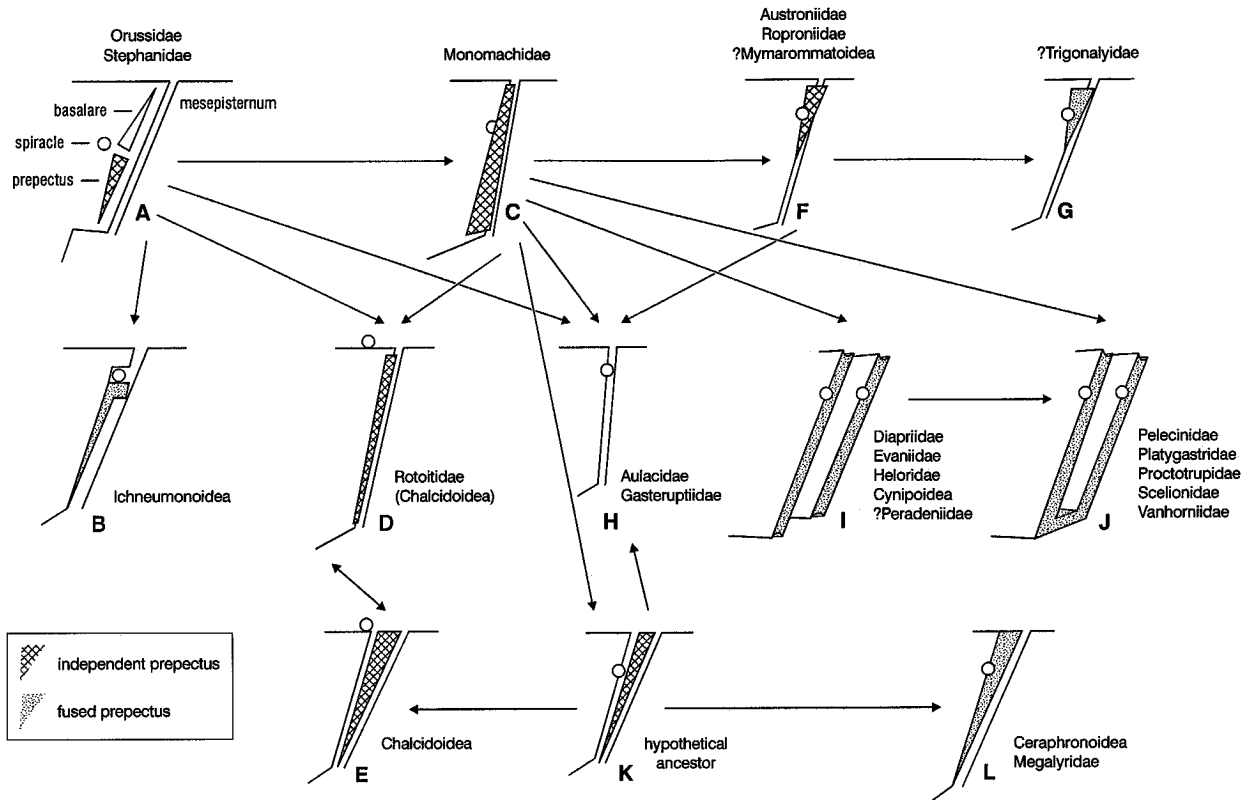 Orussidae
Stephanidae
basalare
spiracle
prepectus
mesepisternum
A
Monomachidae
C
Austroniidae
Roproniidae
?Mymarommatoidea
F
?Trigonalyidae
G
Ichneumonoidea
B
Rotoitidae
(Chalcidoidea)
D
Aulacidae
Gasteruptiidae
H
Diapriidae
Evaniidae
Heloridae
Cynipoidea
?Peradeniidae
I
Pelecinidae
Platygastridae
Proctotrupidae
Scelionidae
Vanhorniidae
J
independent prepectus
fused prepectus
Chalcidoidea
E
hypothetical
ancestor
K
Ceraphronoidea
Megalyridae
L